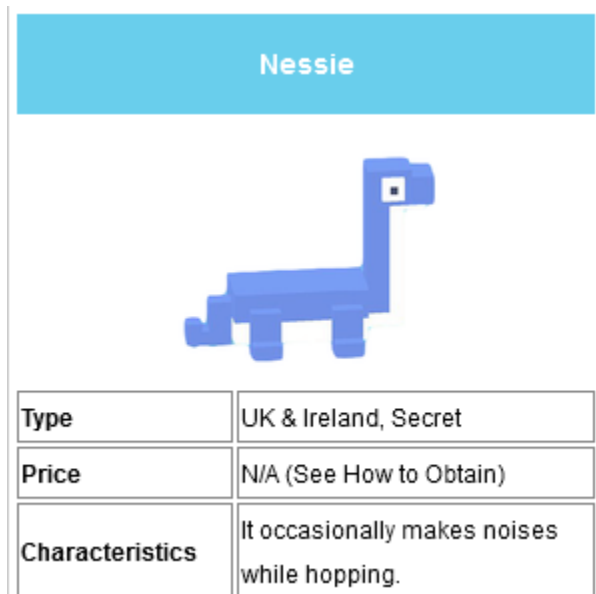 Nessie
Type
UK & Ireland, Secret
Price
N/A (See How to Obtain)
Characteristics
It occasionally makes noises
while hopping.